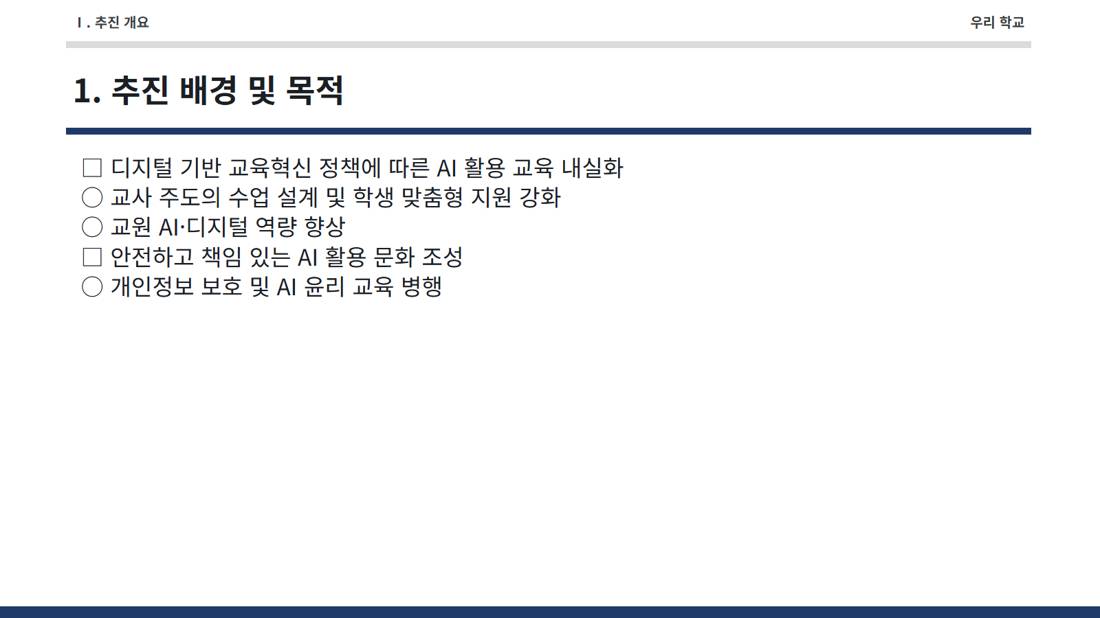 Ⅰ. 추진 개요
우리 학교
1. 추진 배경 및 목적
□ 디지털 기반 교육혁신 정책에 따른 AI 활용 교육 내실화
○ 교사 주도의 수업 설계 및 학생 맞춤형 지원 강화
○ 교원 AI·디지털 역량 향상
□ 안전하고 책임 있는 AI 활용 문화 조성
○ 개인정보 보호 및 AI 윤리 교육 병행